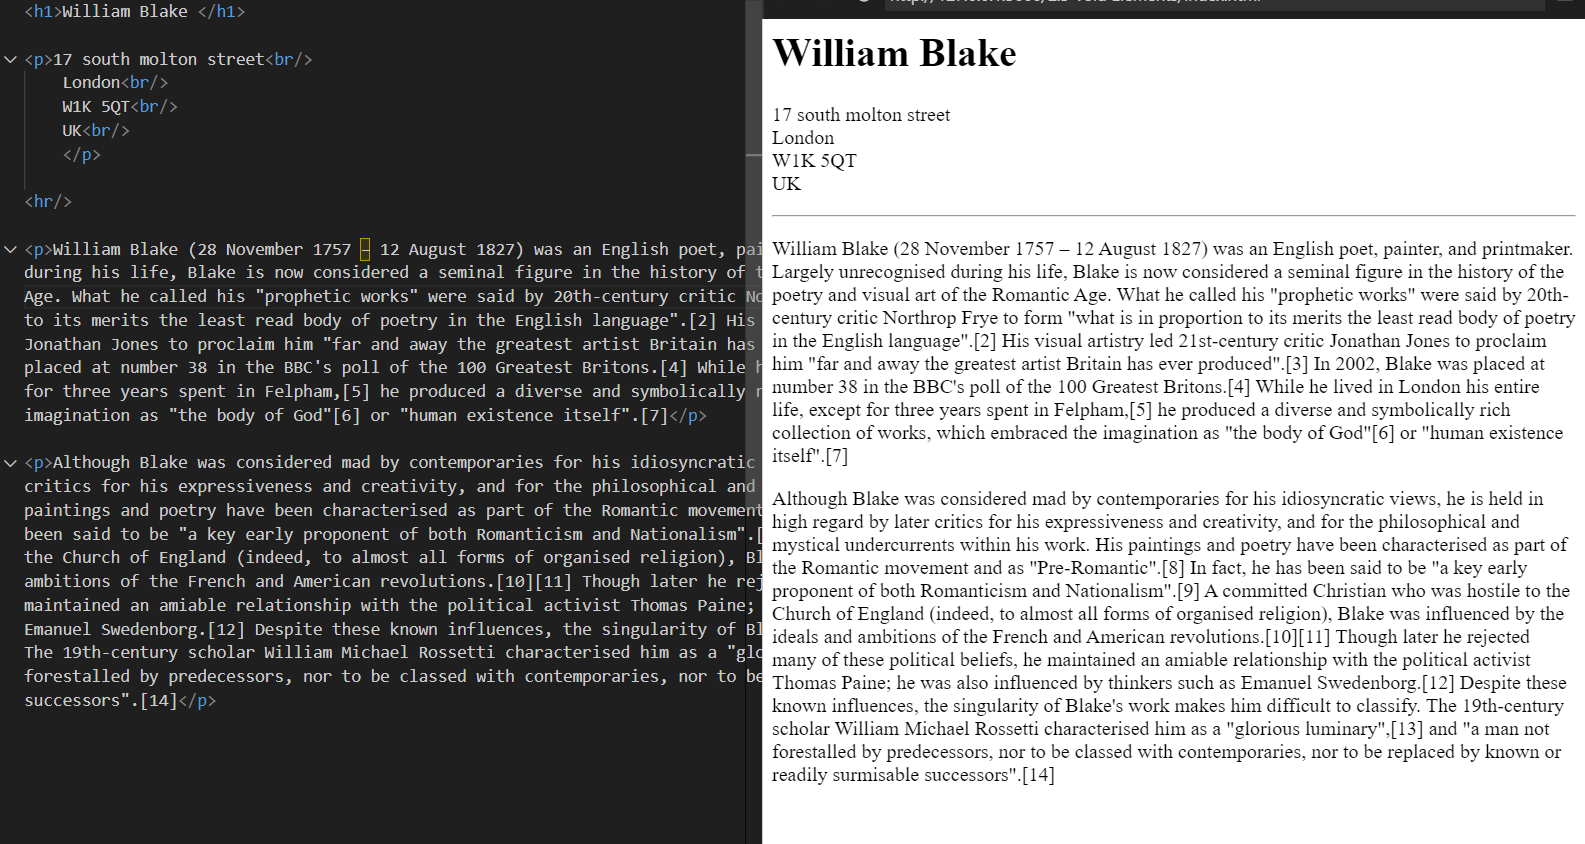 <h1>William Blake </h1>
<p>17 south molton street<br/>
London<br/>
W1K 5QT<br/>
UK<br/>
</p>
<hr/>
<p>William Blake (28 November 1757 – 12 August 1827) was an English poet, pai
during his life, Blake is now considered a seminal figure in the history of t
Age. What he called his "prophetic works" were said by 20th-century critic No
to its merits the least read body of poetry in the English language".[2] His
Jonathan Jones to proclaim him "far and away the greatest artist Britain has
placed at number 38 in the BBC's poll of the 100 Greatest Britons.[4] While h
for three years spent in Felpham,[5] he produced a diverse and symbolically r
imagination as "the body of God"[6] or "human existence itself".[7]</p>
<p>Although Blake was considered mad by contemporaries for his idiosyncratic
critics for his expressiveness and creativity, and for the philosophical and
paintings and poetry have been characterised as part of the Romantic movement
been said to be "a key early proponent of both Romanticism and Nationalism".[
the Church of England (indeed, to almost all forms of organised religion), Bl
ambitions of the French and American revolutions.[10][11] Though later he rej
maintained an amiable relationship with the political activist Thomas Paine;
Emanuel Swedenborg.[12] Despite these known influences, the singularity of Bl
The 19th-century scholar William Michael Rossetti characterised him as a "glo
forestalled by predecessors, nor to be classed with contemporaries, nor to be
successors".[14]</p>
William Blake
17 south molton street
London
W1K 5QT
UK
William Blake (28 November 1757 – 12 August 1827) was an English poet, painter, and printmaker.
Largely unrecognised during his life, Blake is now considered a seminal figure in the history of the
poetry and visual art of the Romantic Age. What he called his "prophetic works" were said by 20th-
century critic Northrop Frye to form "what is in proportion to its merits the least read body of poetry
in the English language".[2] His visual artistry led 21st-century critic Jonathan Jones to proclaim
him "far and away the greatest artist Britain has ever produced".[3] In 2002, Blake was placed at
number 38 in the BBC's poll of the 100 Greatest Britons.[4] While he lived in London his entire
life, except for three years spent in Felpham,[5] he produced a diverse and symbolically rich
collection of works, which embraced the imagination as "the body of God"[6] or "human existence
itself".[7]
Although Blake was considered mad by contemporaries for his idiosyncratic views, he is held in
high regard by later critics for his expressiveness and creativity, and for the philosophical and
mystical undercurrents within his work. His paintings and poetry have been characterised as part of
the Romantic movement and as "Pre-Romantic".[8] In fact, he has been said to be "a key early
proponent of both Romanticism and Nationalism".[9] A committed Christian who was hostile to the
Church of England (indeed, to almost all forms of organised religion), Blake was influenced by the
ideals and ambitions of the French and American revolutions.[10][11] Though later he rejected
many of these political beliefs, he maintained an amiable relationship with the political activist
Thomas Paine; he was also influenced by thinkers such as Emanuel Swedenborg.[12] Despite these
known influences, the singularity of Blake's work makes him difficult to classify. The 19th-century
scholar William Michael Rossetti characterised him as a "glorious luminary",[13] and "a man not
forestalled by predecessors, nor to be classed with contemporaries, nor to be replaced by known or
readily surmisable successors".[14]